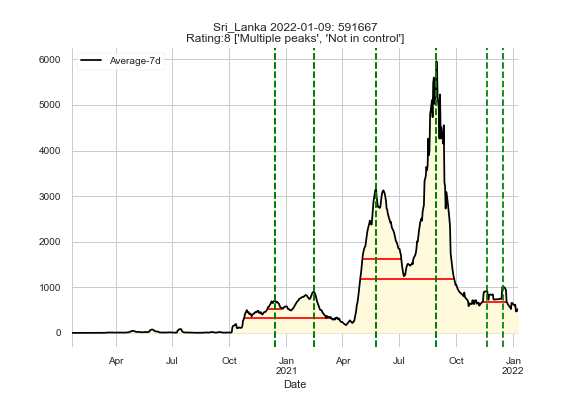 Sri_Lanka 2022-01-09: 591667
Rating:8 ['Multiple peaks', 'Not in control']
Average-7d
6000
5000
4000
3000
2000
1000
0
Apr Jul Oct Jan Apr Jul Oct Jan
2021 2022
Date